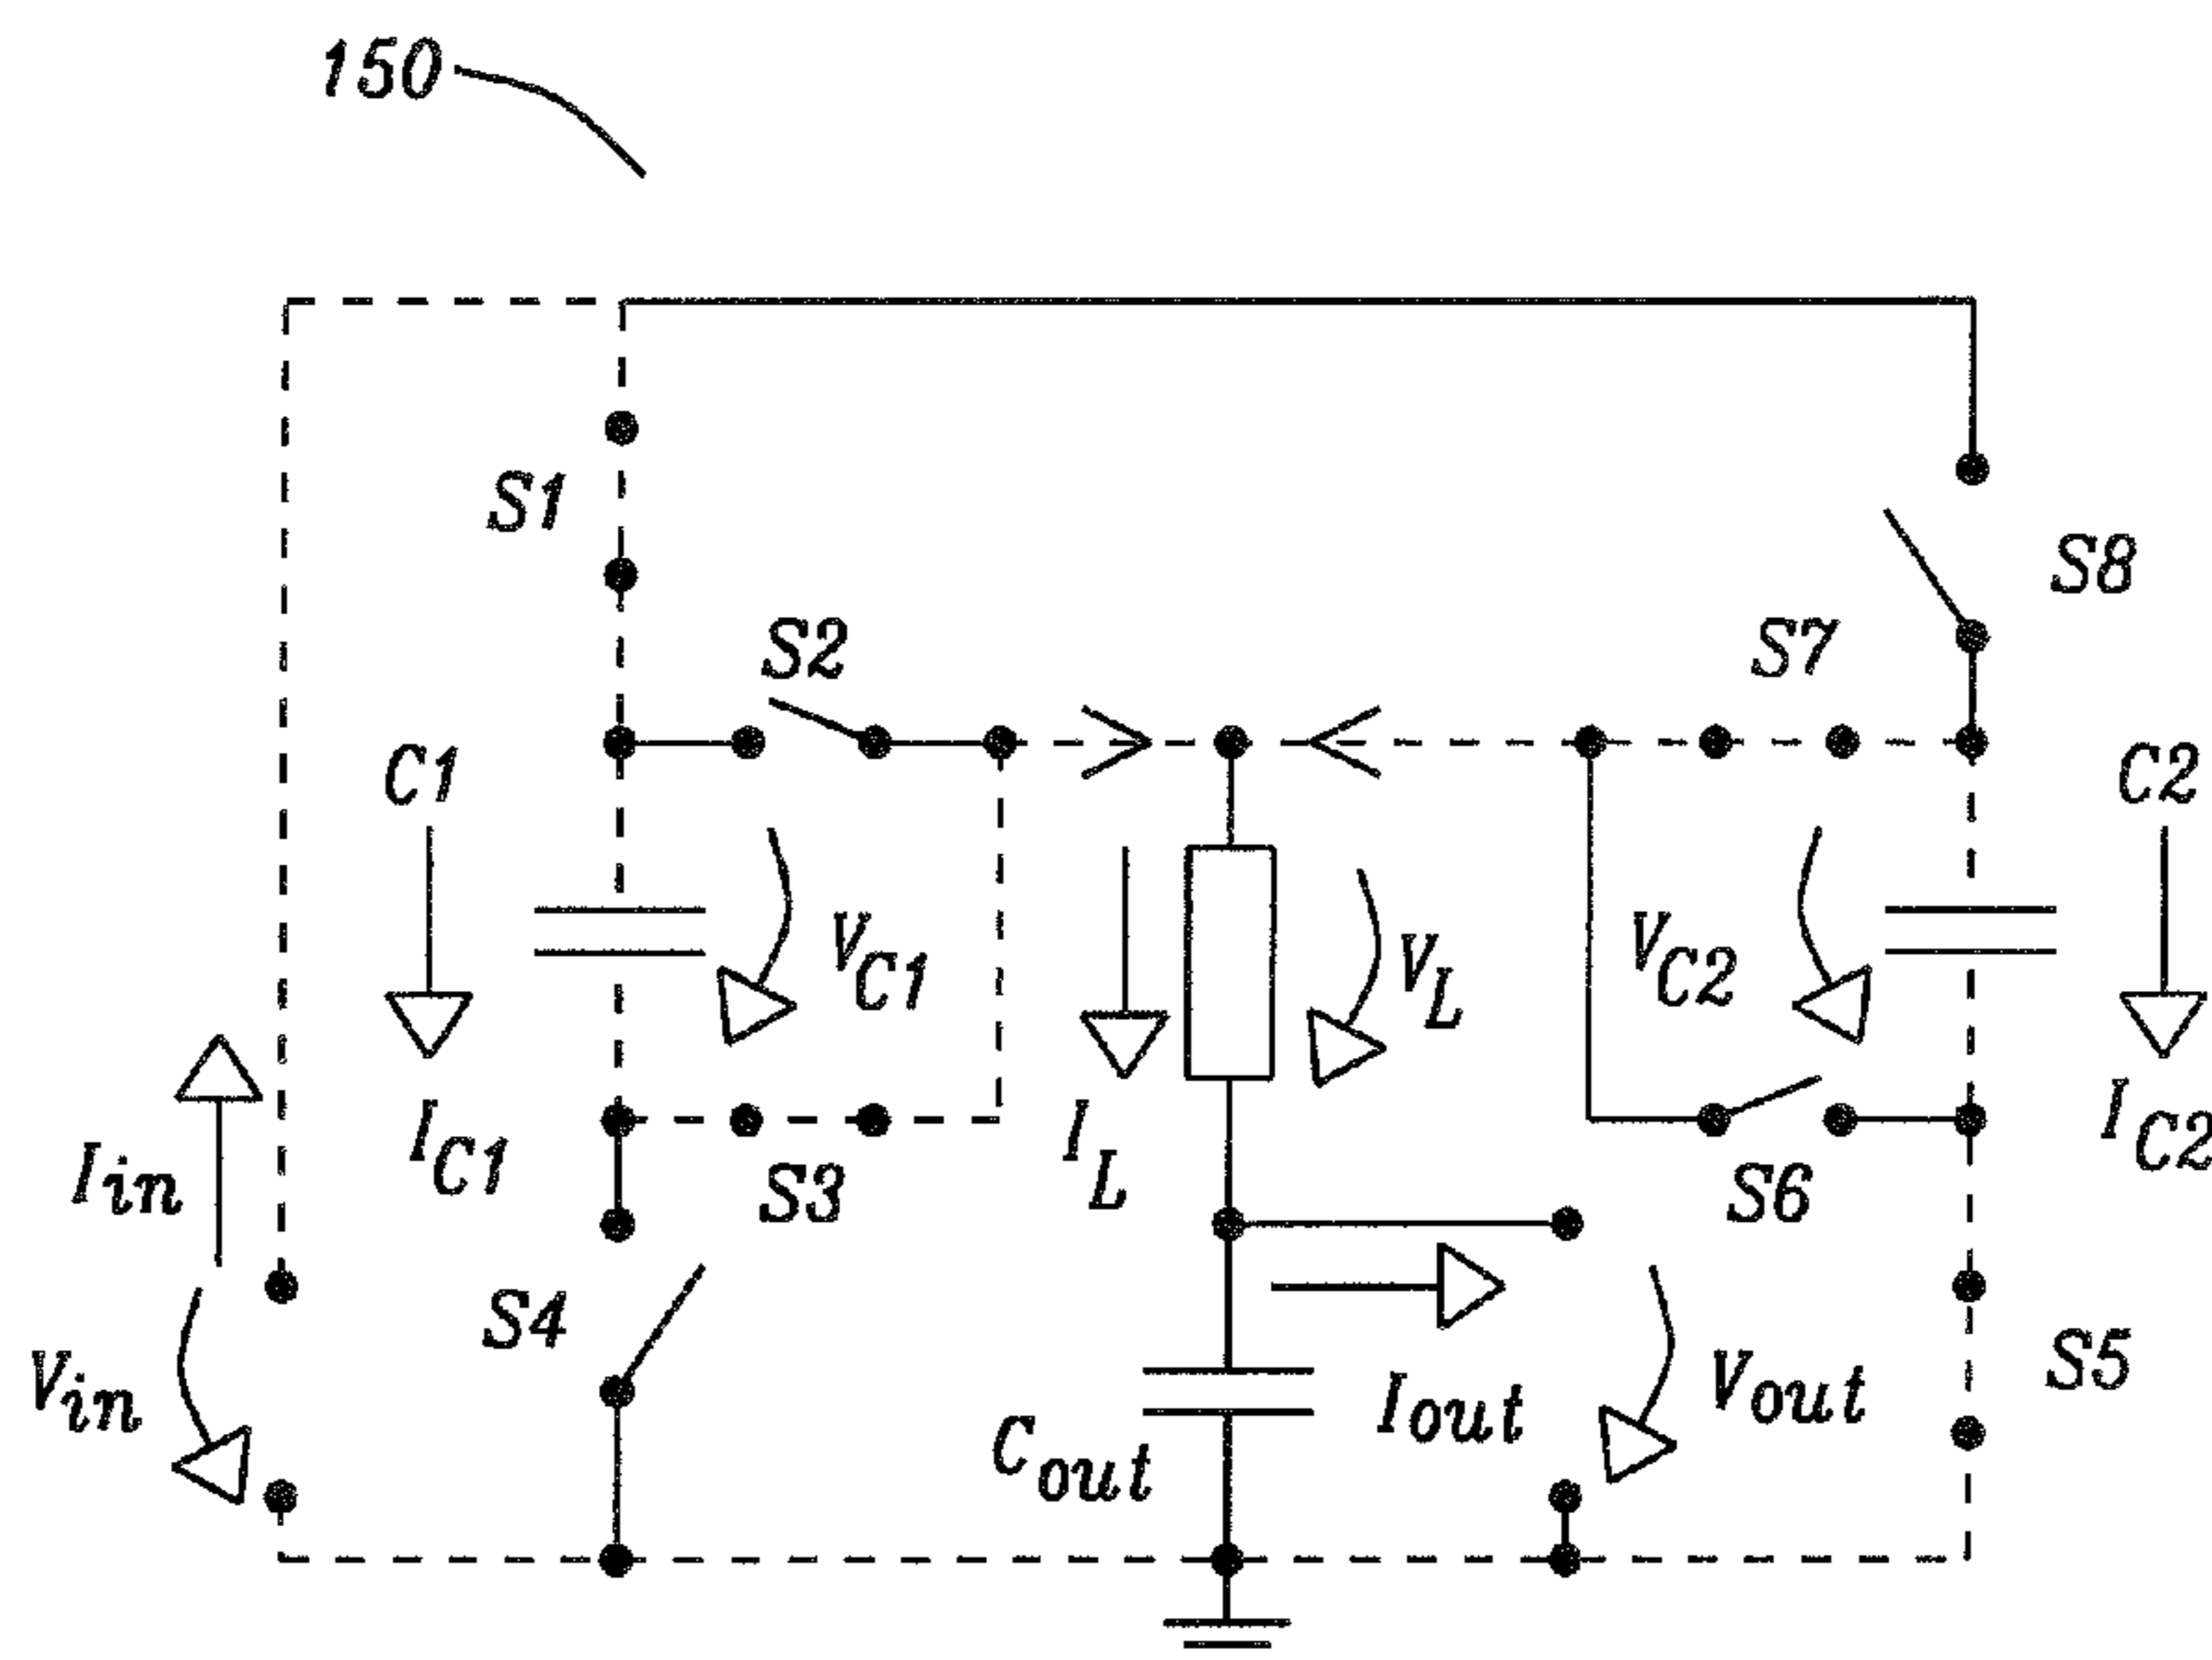 150
S1
S8
S2
S7
C1
C2
VC1
VL
VC2
Iin
IC1
S3
IL
S6
IC2
S4
Vin
Cout
Iout
Vout
S5